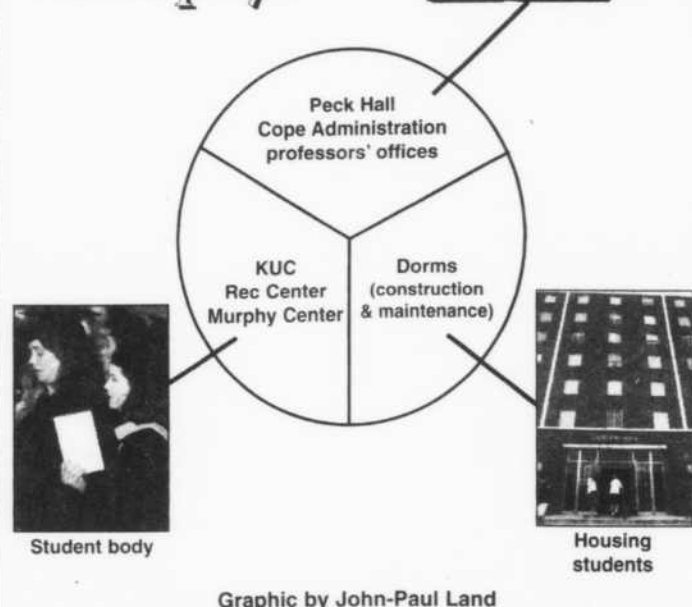 Peck Hall
Cope Administration
professors' offices
KUC
Rec Center
Murphy Center
Dorms
(construction
& maintenance)
Student body
Housing
students
Graphic by John-Paul Land